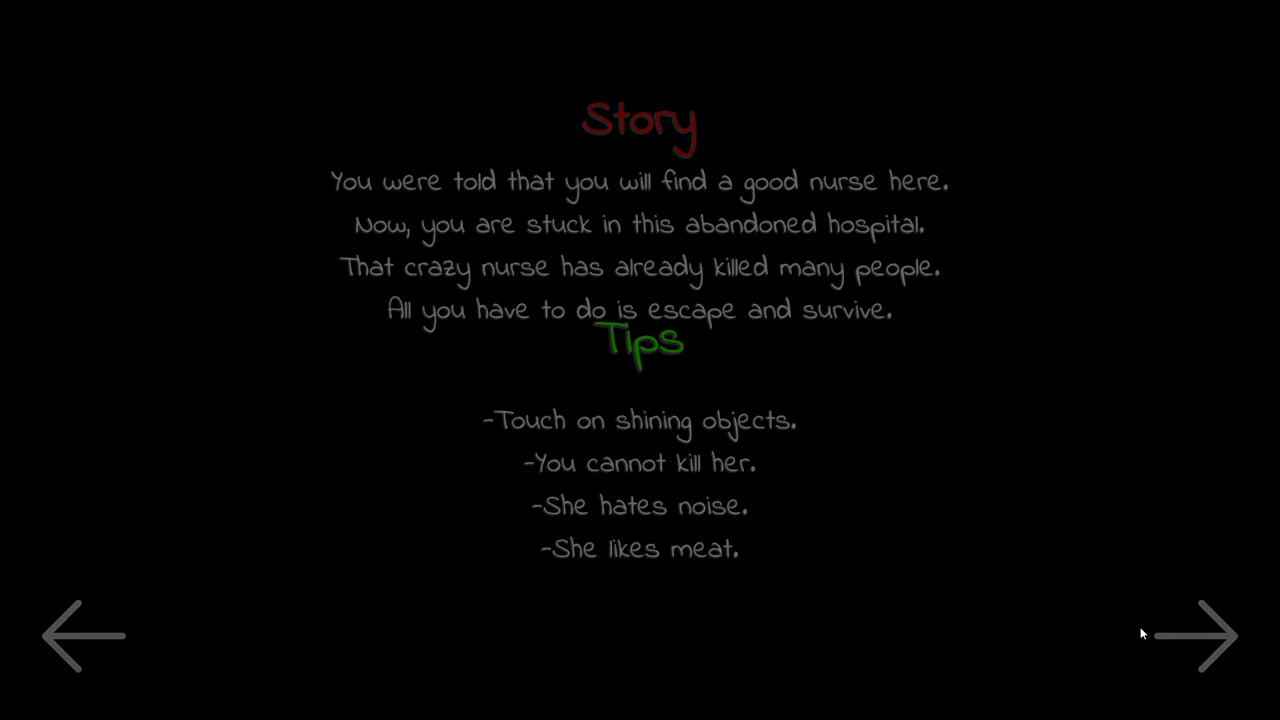 Story
You were told that you will find a good nurse here.
Now, you are stuck in this abandoned hospital.
That crazy nurse has already killed many people.
All you have to do is escape and survive.
Tips
-Touch on shining objects.
-You cannot kill her.
-She hates noise.
-She likes meat.